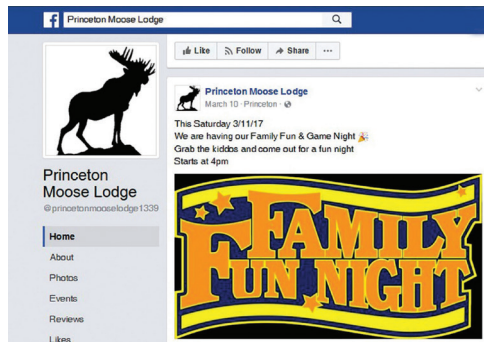 f Princeton Moose Lodge
Like Follow Share ...
Princeton Moose Lodge
March 10 · Princeton ·
This Saturday 3/11/17
We are having our Family Fun & Game Night 🎉
Grab the kiddos and come out for a fun night
Starts at 4pm
FAMILY
FUN NIGHT
Princeton
Moose Lodge
@princetonmooselodge1339
Home
About
Photos
Events
Reviews
Likes